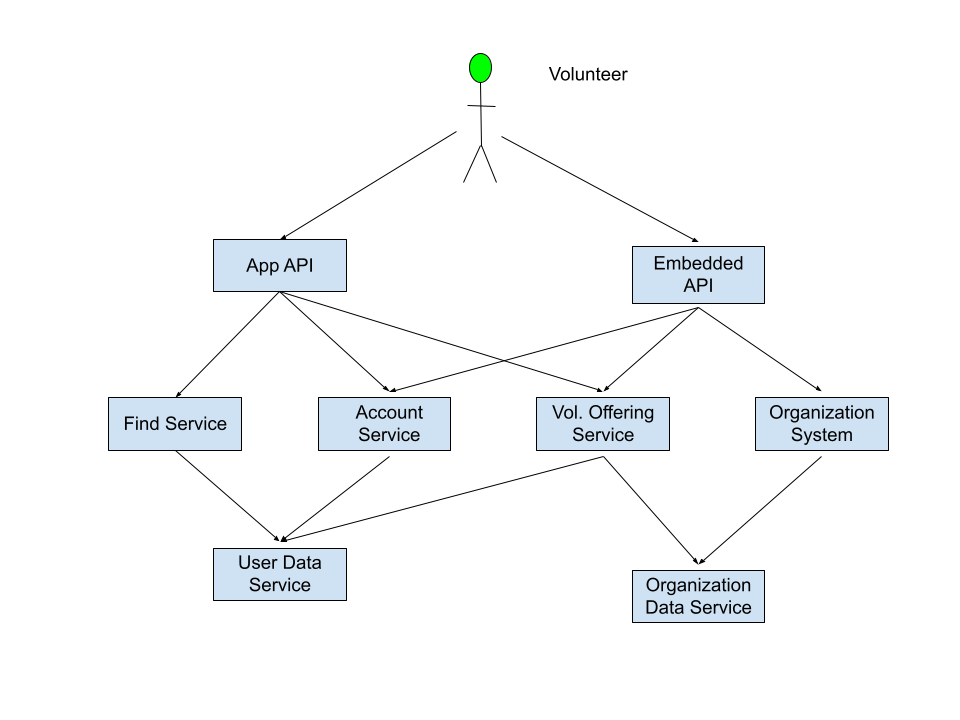 Volunteer
App API
Embedded
API
Find Service
Account
Service
Vol. Offering
Service
Organization
System
User Data
Service
Organization
Data Service